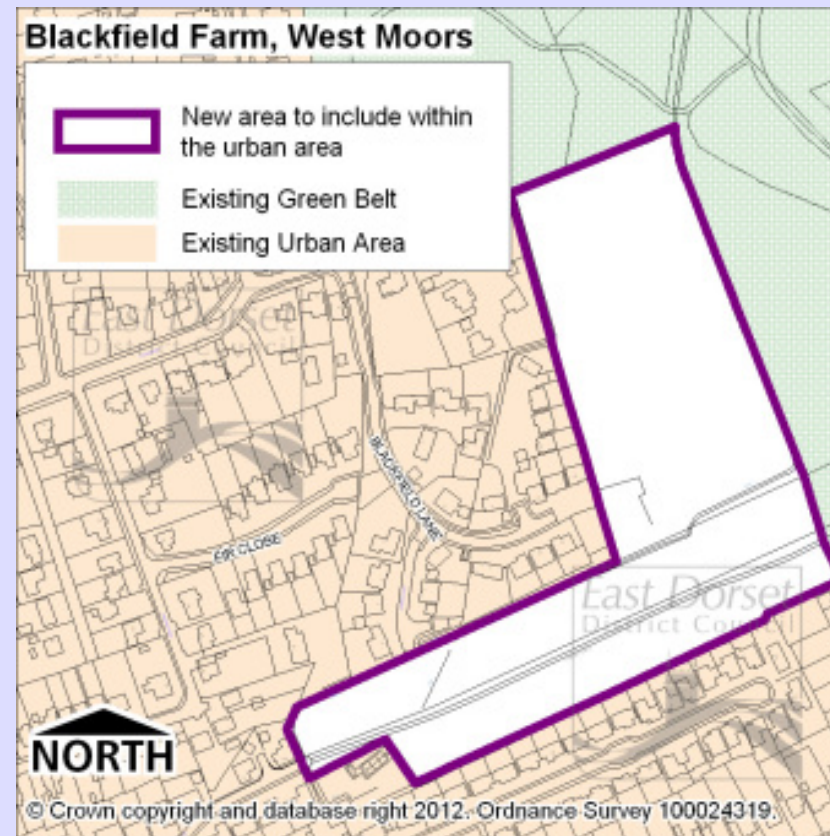 Blackfield Farm, West Moors
New area to include within
the urban area
Existing Green Belt
Existing Urban Area
East Dorset
District Council
BLACKFIELD LANE
FIR CLOSE
East Dorset
District Council
NORTH
© Crown copyright and database right 2012. Ordnance Survey 100024319.